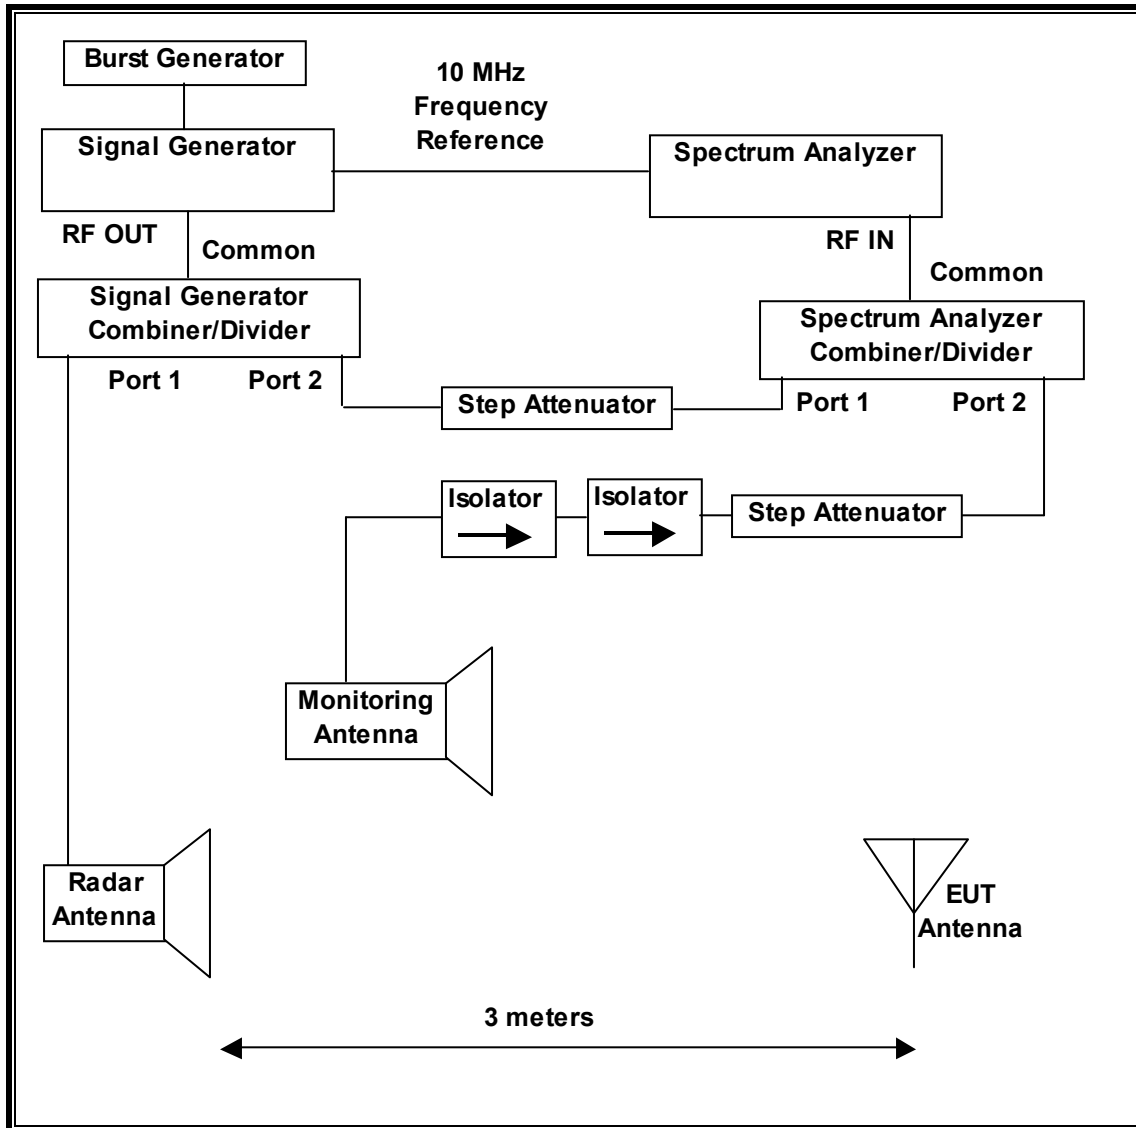 Burst Generator
10 MHz
Frequency
Reference
Signal Generator
Spectrum Analyzer
RF OUT
Common
RF IN
Common
Signal Generator
Combiner/Divider
Spectrum Analyzer
Combiner/Divider
Port 1
Port 2
Step Attuator
Port 1
Port 2
Isolator
Isolator
Step Attenuator
Monitoring
Antenna
Radar
Antenna
EUT
Antenna
3 meters